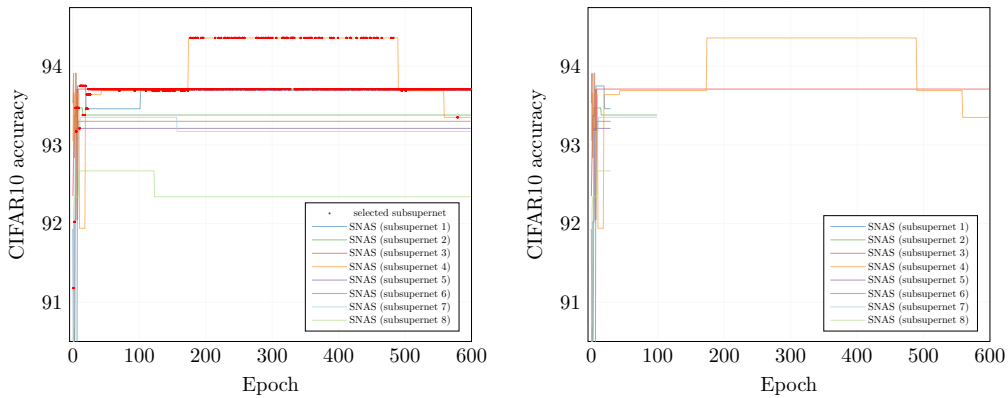 94
93
92
91
0
100
200
300
400
500
600
Epoch
CIFAR10 accuracy
selected subsupernet
SNAS (subsupernet 1)
SNAS (subsupernet 2)
SNAS (subsupernet 3)
SNAS (subsupernet 4)
SNAS (subsupernet 5)
SNAS (subsupernet 6)
SNAS (subsupernet 7)
SNAS (subsupernet 8)
94
93
92
91
0
100
200
300
400
500
600
Epoch
CIFAR10 accuracy
SNAS (subsupernet 1)
SNAS (subsupernet 2)
SNAS (subsupernet 3)
SNAS (subsupernet 4)
SNAS (subsupernet 5)
SNAS (subsupernet 6)
SNAS (subsupernet 7)
SNAS (subsupernet 8)